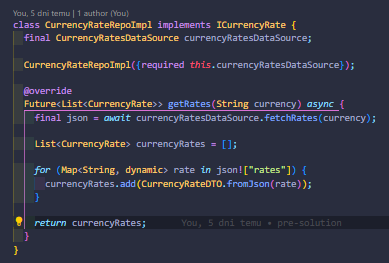 You, 5 dni temu | 1 author (You)
class CurrencyRateRepoImpl implements ICurrencyRate {
final CurrencyRatesDataSource currencyRatesDataSource;
CurrencyRateRepoImpl({required this.currencyRatesDataSource});
@override
Future<List<CurrencyRate>> getRates(String currency) async {
final json = await currencyRatesDataSource.fetchRates(currency);
List<CurrencyRate> currencyRates = [];
for (Map<String, dynamic> rate in json!["rates"]) {
currencyRates.add(CurrencyRateDTO.fromJson(rate));
}
return currencyRates; You, 5 dni temu • pre-solution
}
}